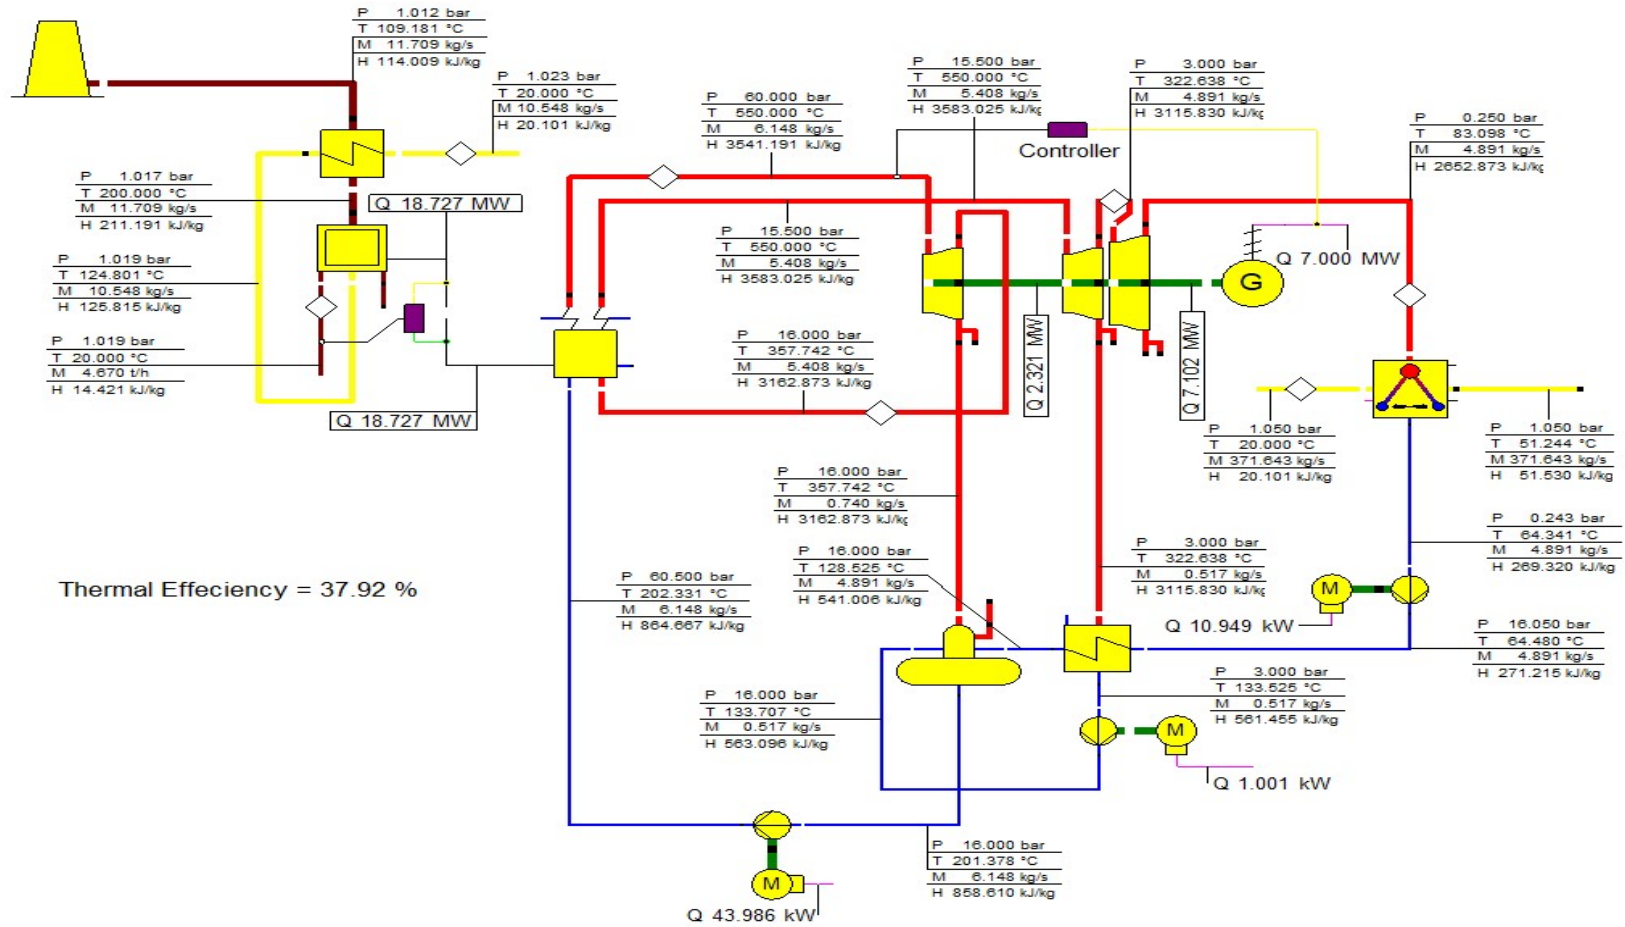 P 1.012 bar
T 109.181 °C
M 11.709 kg/s
H 114.009 kJ/kg
P 1.023 bar
T 20.000 °C
M 10.548 kg/s
H 20.101 kJ/kg
P 60.000 bar
T 550.000 °C
M 6.148 kg/s
H 3541.191 kJ/kg
P 15.500 bar
T 550.000 °C
M 5.408 kg/s
H 3583.025 kJ/kg
P 3.000 bar
T 322.638 °C
M 4.891 kg/s
H 3115.830 kJ/kg
P 0.250 bar
T 83.098 °C
M 4.891 kg/s
H 2652.873 kJ/kg
Controller
P 1.017 bar
T 200.000 °C
M 11.709 kg/s
H 211.191 kJ/kg
Q 18.727 MW
P 15.500 bar
T 550.000 °C
M 5.408 kg/s
H 3583.025 kJ/kg
Q 7.000 MW
G
P 1.019 bar
T 124.801 °C
M 10.548 kg/s
H 125.815 kJ/kg
P 1.019 bar
T 20.000 °C
M 4.670 t/h
H 14.421 kJ/kg
P 16.000 bar
T 357.742 °C
M 5.408 kg/s
H 3162.873 kJ/kg
Q 2.321 MW
Q 7.102 MW
Q 18.727 MW
P 1.050 bar
T 20.000 °C
M 371.643 kg/s
H 20.101 kJ/kg
P 1.050 bar
T 51.244 °C
M 371.643 kg/s
H 51.530 kJ/kg
P 16.000 bar
T 357.742 °C
M 0.740 kg/s
H 3162.873 kJ/kg
P 0.243 bar
T 64.341 °C
M 4.891 kg/s
H 269.320 kJ/kg
P 16.000 bar
T 128.525 °C
M 4.891 kg/s
H 541.006 kJ/kg
P 3.000 bar
T 322.638 °C
M 0.517 kg/s
H 3115.830 kJ/kg
Thermal Effeciency = 37.92 %
P 60.500 bar
T 202.331 °C
M 6.148 kg/s
H 864.667 kJ/kg
M
Q 10.949 kW
P 16.050 bar
T 64.480 °C
M 4.891 kg/s
H 271.215 kJ/kg
P 3.000 bar
T 133.525 °C
M 0.517 kg/s
H 561.455 kJ/kg
P 16.000 bar
T 133.707 °C
M 0.517 kg/s
H 563.096 kJ/kg
M
Q 1.001 kW
P 16.000 bar
T 201.378 °C
M 6.148 kg/s
H 858.610 kJ/kg
M
Q 43.986 kW